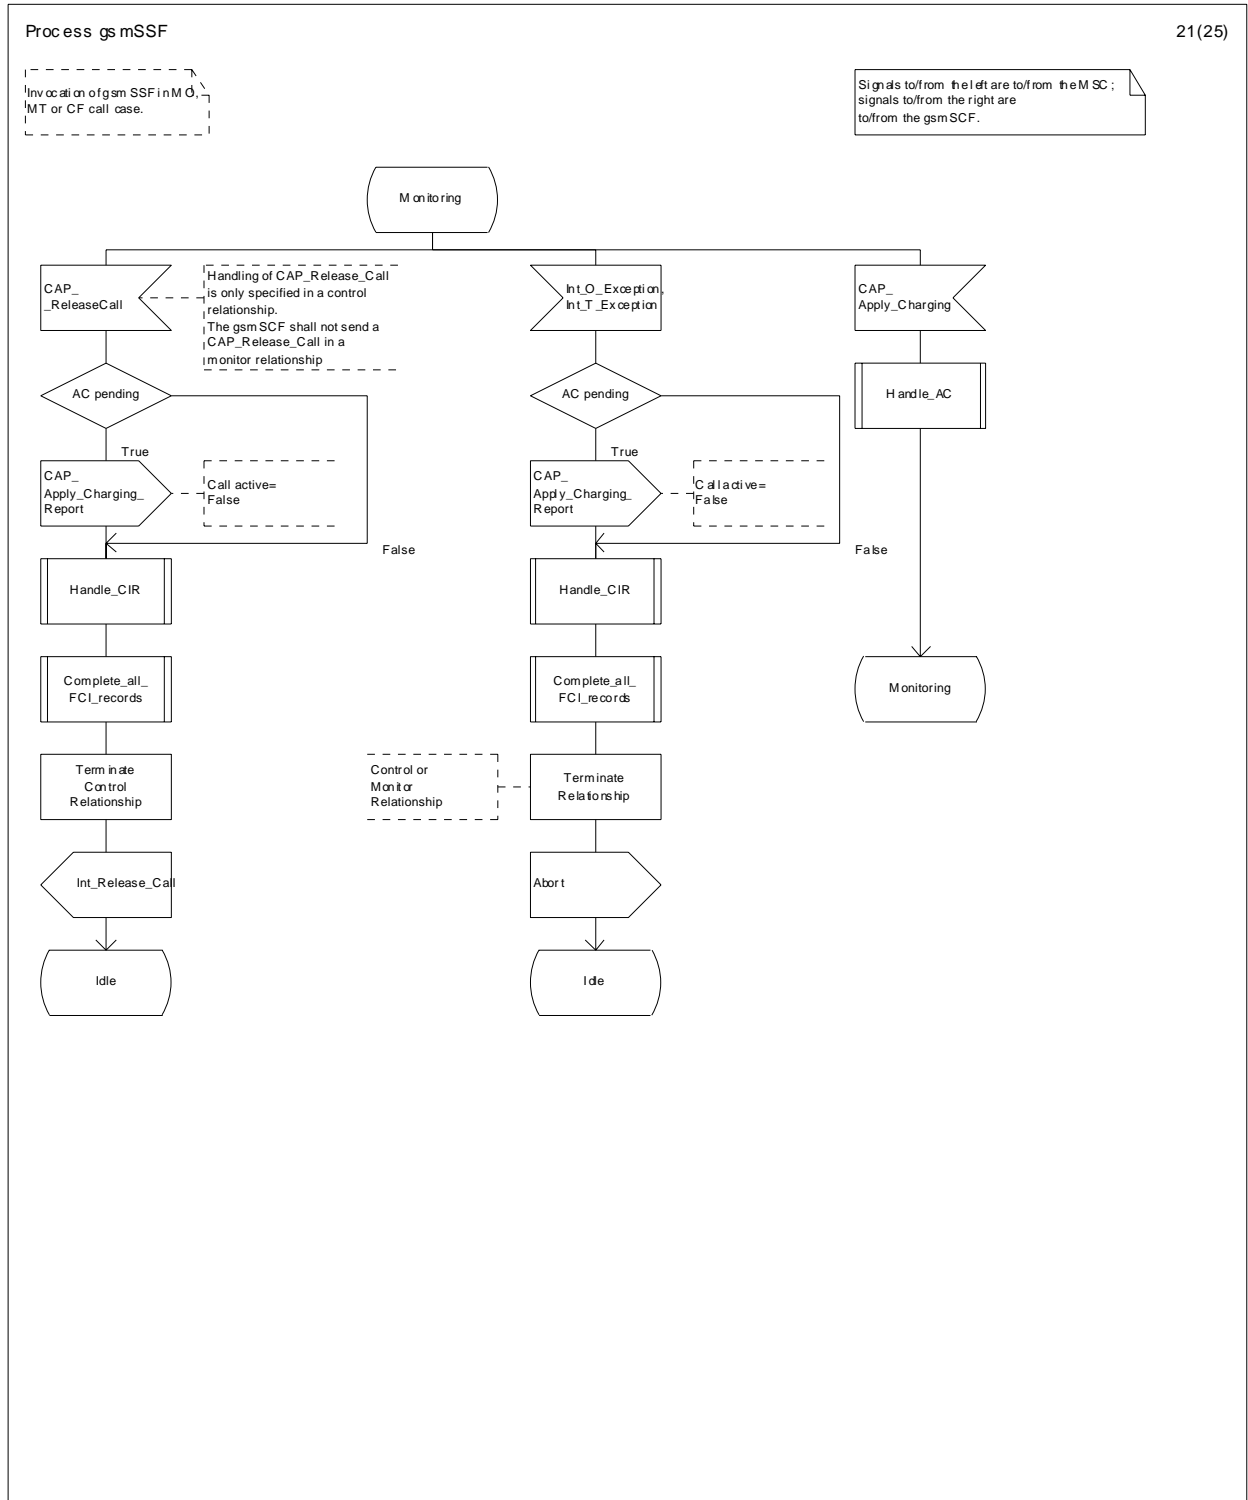 Process gsmSSF
21(25)
Invocation of gsm SSF in MO,
MT or CF call case.
Signals to/from the left are to/from the MSC;
signals to/from the right are
to/from the gsmSCF.
Monitoring
CAP_
_ReleaseCall
Handling of CAP_Release_Call
is only specified in a control
relationship.
The gsmSCF shall not send a
CAP_Release_Call in a
monitor relationship
Int_O_Exception,
Int_T_Exception
CAP_
Apply_Charging
AC pending
AC pending
Handle_AC
True
True
CAP_
Apply_Charging_
Report
Call active=
False
CAP_
Apply_Charging_
Report
Call active=
False
False
False
Handle_CIR
Handle_CIR
Complete_all_
FCI_records
Complete_all_
FCI_records
Monitoring
Terminate
Control
Relationship
Control or
Monitor
Relationship
Terminate
Relationship
Int_Release_Call
Abort
Idle
Idle